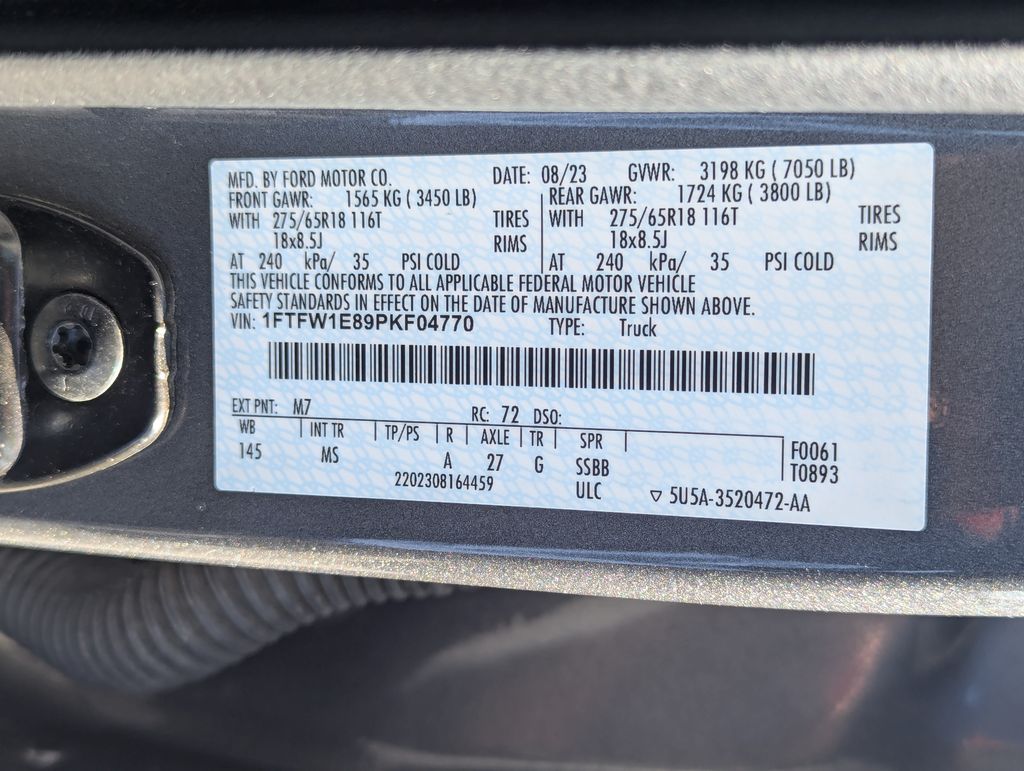 MFD. BY FORD MOTOR CO. DATE: 08/23 GVWR: 3198 KG ( 7050 LB)
FRONT GAWR: 1565 KG ( 3450 LB) REAR GAWR: 1724 KG ( 3800 LB)
WITH 275/65R18 116T TIRES WITH 275/65R18 116T TIRES
18x8.5J RIMS 18x8.5J RIMS
AT 240 kPa/ 35 PSI COLD AT 240 kPa/ 35 PSI COLD
THIS VEHICLE CONFORMS TO ALL APPLICABLE FEDERAL MOTOR VEHICLE
SAFETY STANDARDS IN EFFECT ON THE DATE OF MANUFACTURE SHOWN ABOVE.
VIN: 1FTFW1E89PKF04770 TYPE: Truck
EXT PNT: M7 RC: 72 DSO:
WB INT TR TP/PS R AXLE TR SPR F0061
145 MS A 27 G SSBB T0893
2202308164459 ULC ▽ 5U5A-3520472-AA